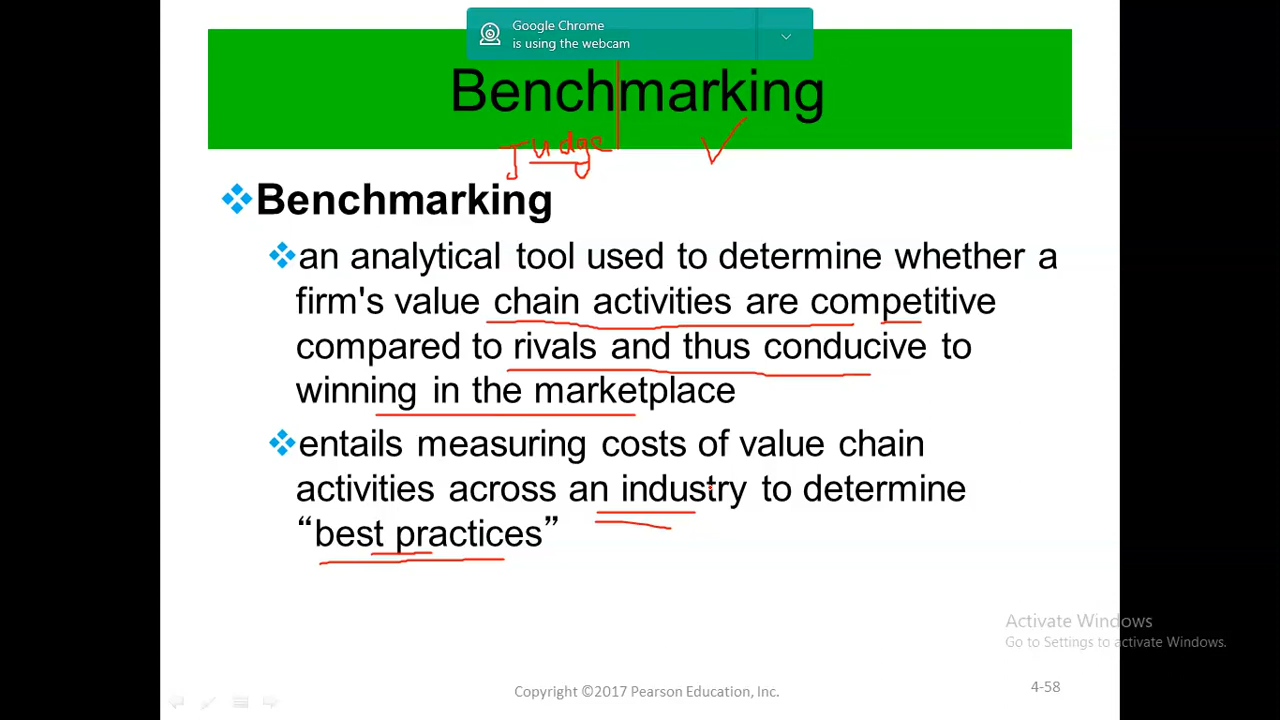 Google Chrome
is using the webcam
Benchmarking
Judge
❖Benchmarking
❖an analytical tool used to determine whether a
firm's value chain activities are competitive
compared to rivals and thus conducive to
winning in the marketplace
❖entails measuring costs of value chain
activities across an industry to determine
“best practices”
Activate Windows
Go to Settings to activate Windows.
Copyright ©2017 Pearson Education, Inc.
4-58